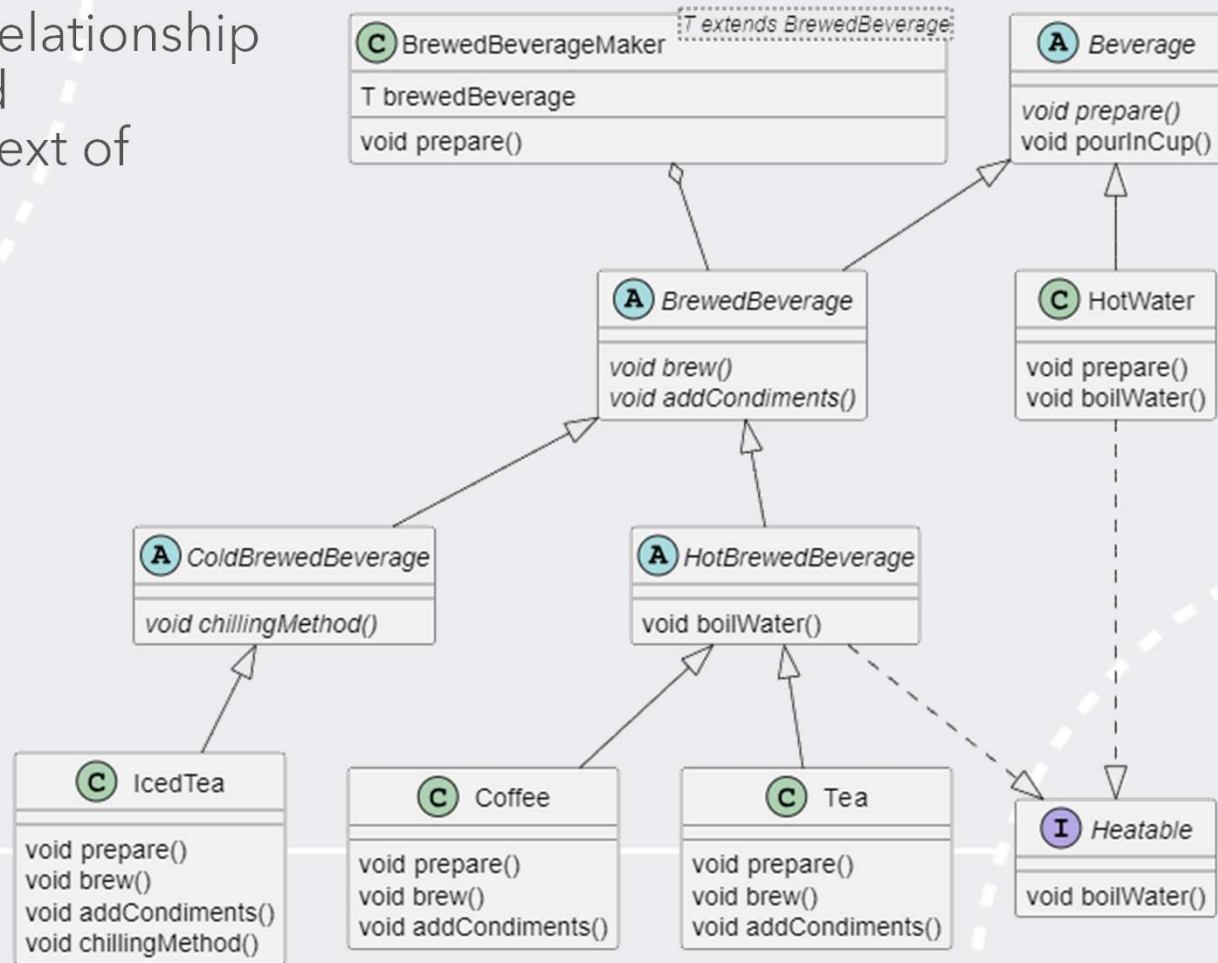 elationship
d
ext of
C BrewedBeverageMaker
T extends BrewedBeverage
T brewedBeverage
void prepare()
A Beverage
void prepare()
void pourInCup()
A BrewedBeverage
void brew()
void addCondiments()
C HotWater
void prepare()
void boilWater()
A ColdBrewedBeverage
void chillingMethod()
A HotBrewedBeverage
void boilWater()
C IcedTea
void prepare()
void brew()
void addCondiments()
void chillingMethod()
C Coffee
void prepare()
void brew()
void addCondiments()
C Tea
void prepare()
void brew()
void addCondiments()
I Heatable
void boilWater()